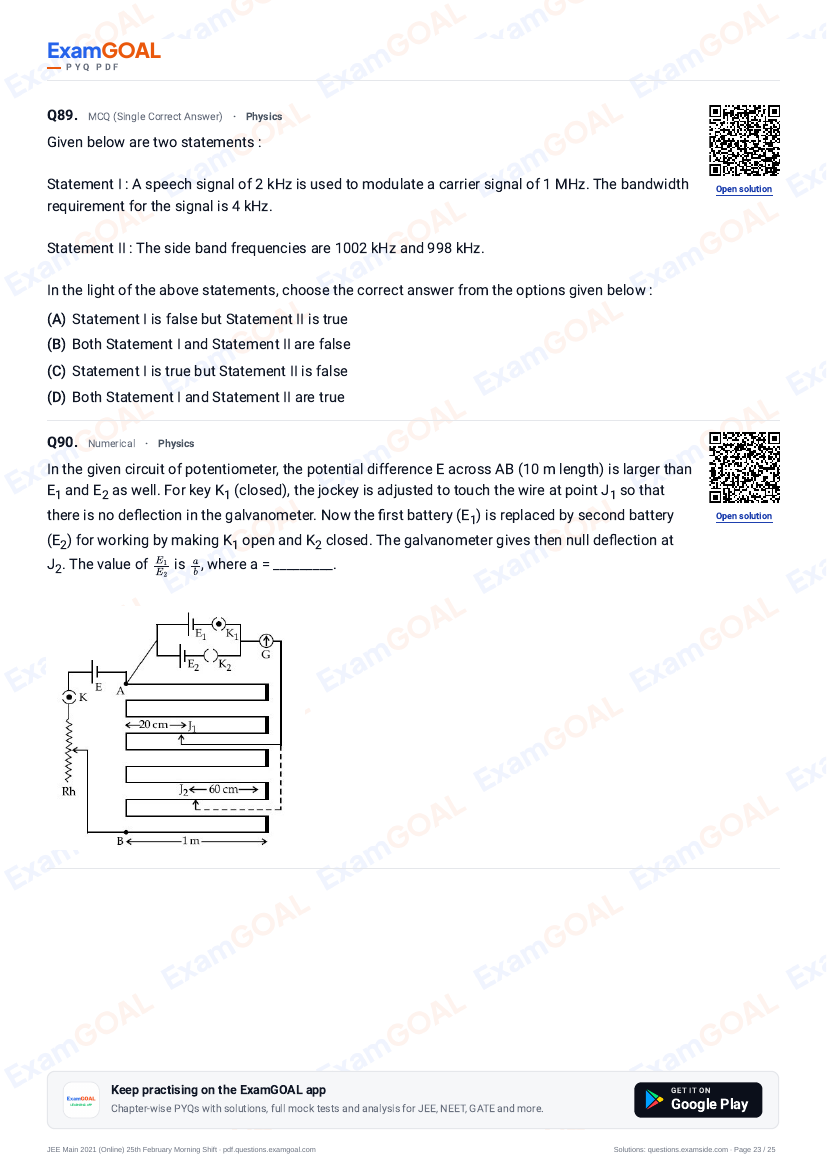 ExamGOAL
PYQ PDF
Q89. MCQ (Single Correct Answer) · Physics
Given below are two statements :
Open solution
Statement I : A speech signal of 2 kHz is used to modulate a carrier signal of 1 MHz. The bandwidth
requirement for the signal is 4 kHz.
Statement II : The side band frequencies are 1002 kHz and 998 kHz.
In the light of the above statements, choose the correct answer from the options given below :
(A) Statement I is false but Statement II is true
(B) Both Statement I and Statement II are false
(C) Statement I is true but Statement II is false
(D) Both Statement I and Statement II are true
Q90. Numerical · Physics
In the given circuit of potentiometer, the potential difference E across AB (10 m length) is larger than
E₁ and E₂ as well. For key K₁ (closed), the jockey is adjusted to touch the wire at point J₁ so that
there is no deflection in the galvanometer. Now the first battery (E₁) is replaced by second battery
Open solution
(E₂) for working by making K₁ open and K₂ closed. The galvanometer gives then null deflection at
J₂. The value of E₁/E₂ is a/b, where a = _________.
E₁ K₁
G
E₂ K₂
E A
K
20 cm J₁
J₂ 60 cm
Rh
B 1 m
ExamGOAL
Keep practising on the ExamGOAL app
Chapter-wise PYQs with solutions, full mock tests and analysis for JEE, NEET, GATE and more.
GET IT ON
Google Play
JEE Main 2021 (Online) 25th February Morning Shift · pdf.questions.examgoal.com
Solutions: questions.examside.com · Page 23 / 25